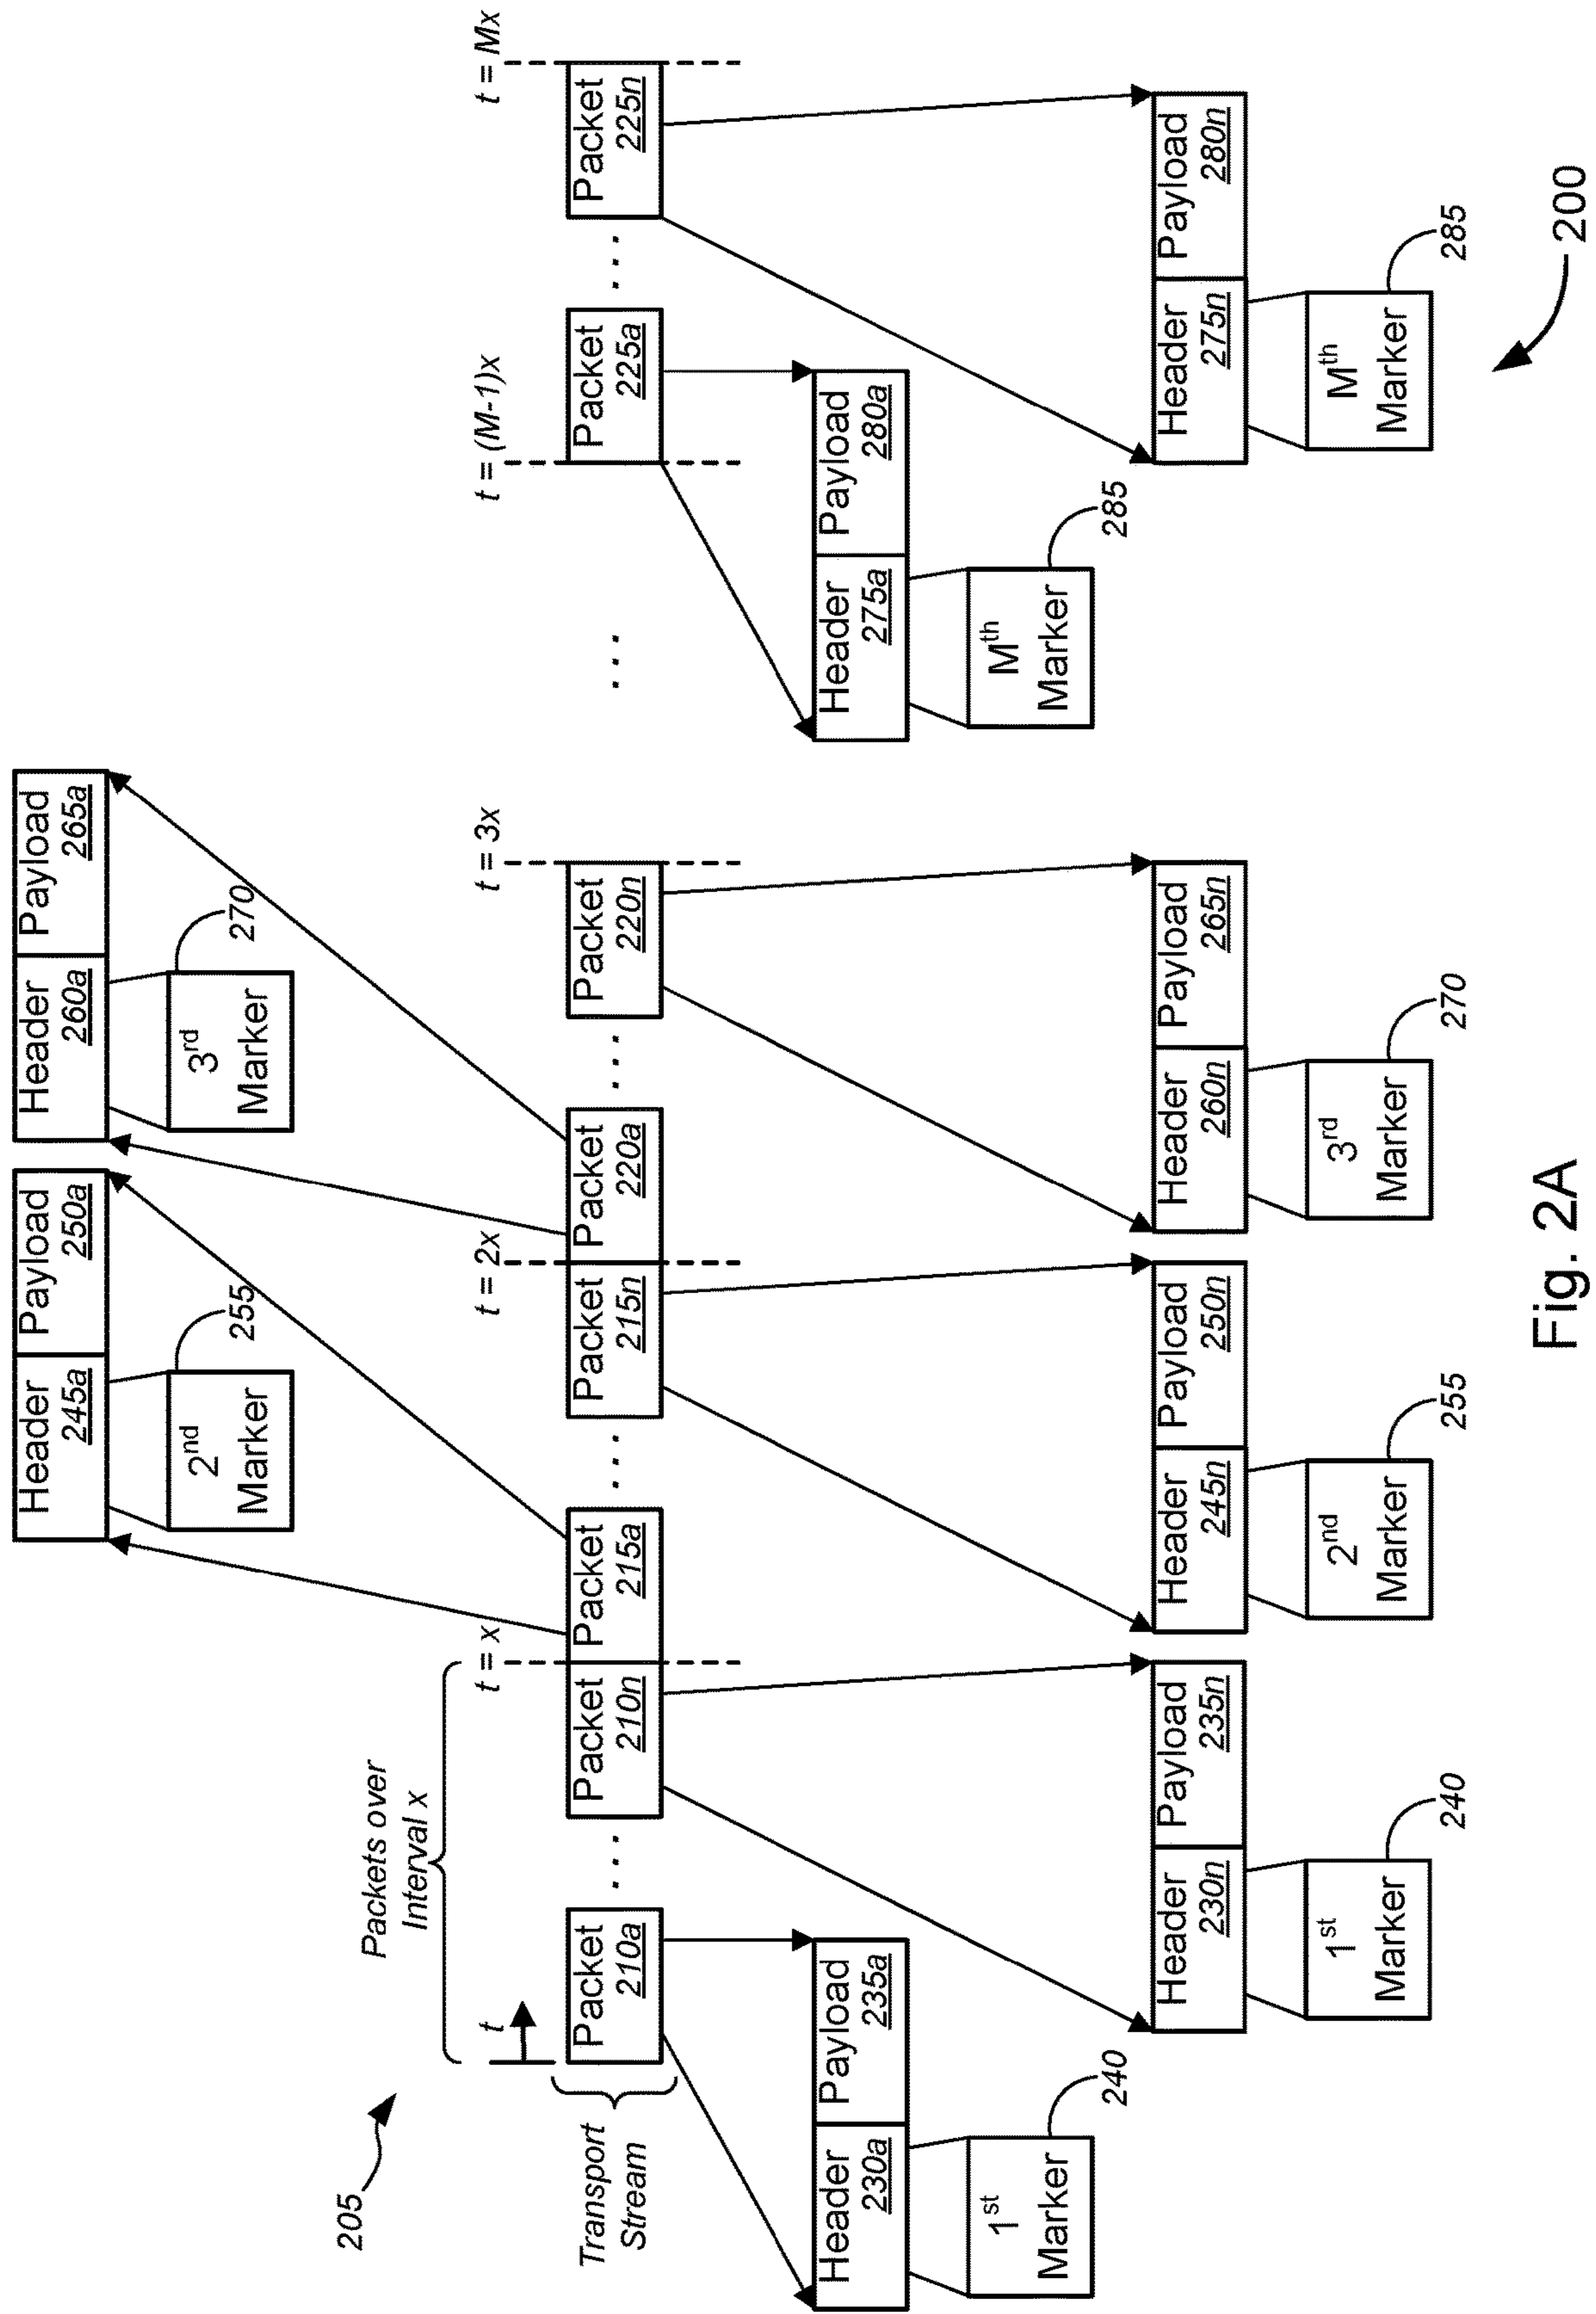 205
Header
245a
Payload
250a
2nd
Marker
255
Header
260a
Payload
265a
3rd
Marker
270
Packets over
Interval x
t
t = x
t = 2x
t = 3x
t = (M-1)x
t = Mx
Transport
Stream
Packet
210a
...
Packet
210n
Packet
215a
...
Packet
215n
Packet
220a
...
Packet
220n
...
Packet
225a
...
Packet
225n
Header
230a
Payload
235a
1st
Marker
240
Header
275a
Payload
280a
Mth
Marker
285
Header
230n
Payload
235n
1st
Marker
240
Header
245n
Payload
250n
2nd
Marker
255
Header
260n
Payload
265n
3rd
Marker
270
Header
275n
Payload
280n
Mth
Marker
285
200
Fig. 2A